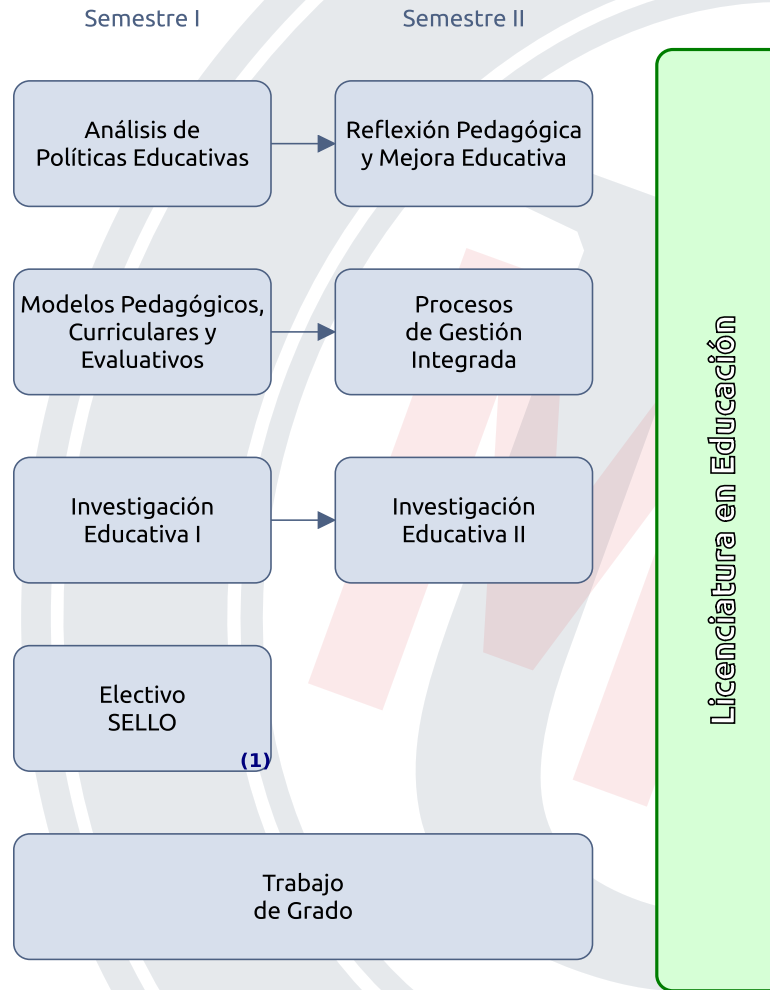 Semestre I
Semestre II
Análisis de
Políticas Educativas
Reflexión Pedagógica
y Mejora Educativa
Modelos Pedagógicos,
Curriculares y
Evaluativos
Procesos
de Gestión
Integrada
Investigación
Educativa I
Investigación
Educativa II
Electivo
SELLO
(1)
Trabajo
de Grado
Licenciatura en Educación